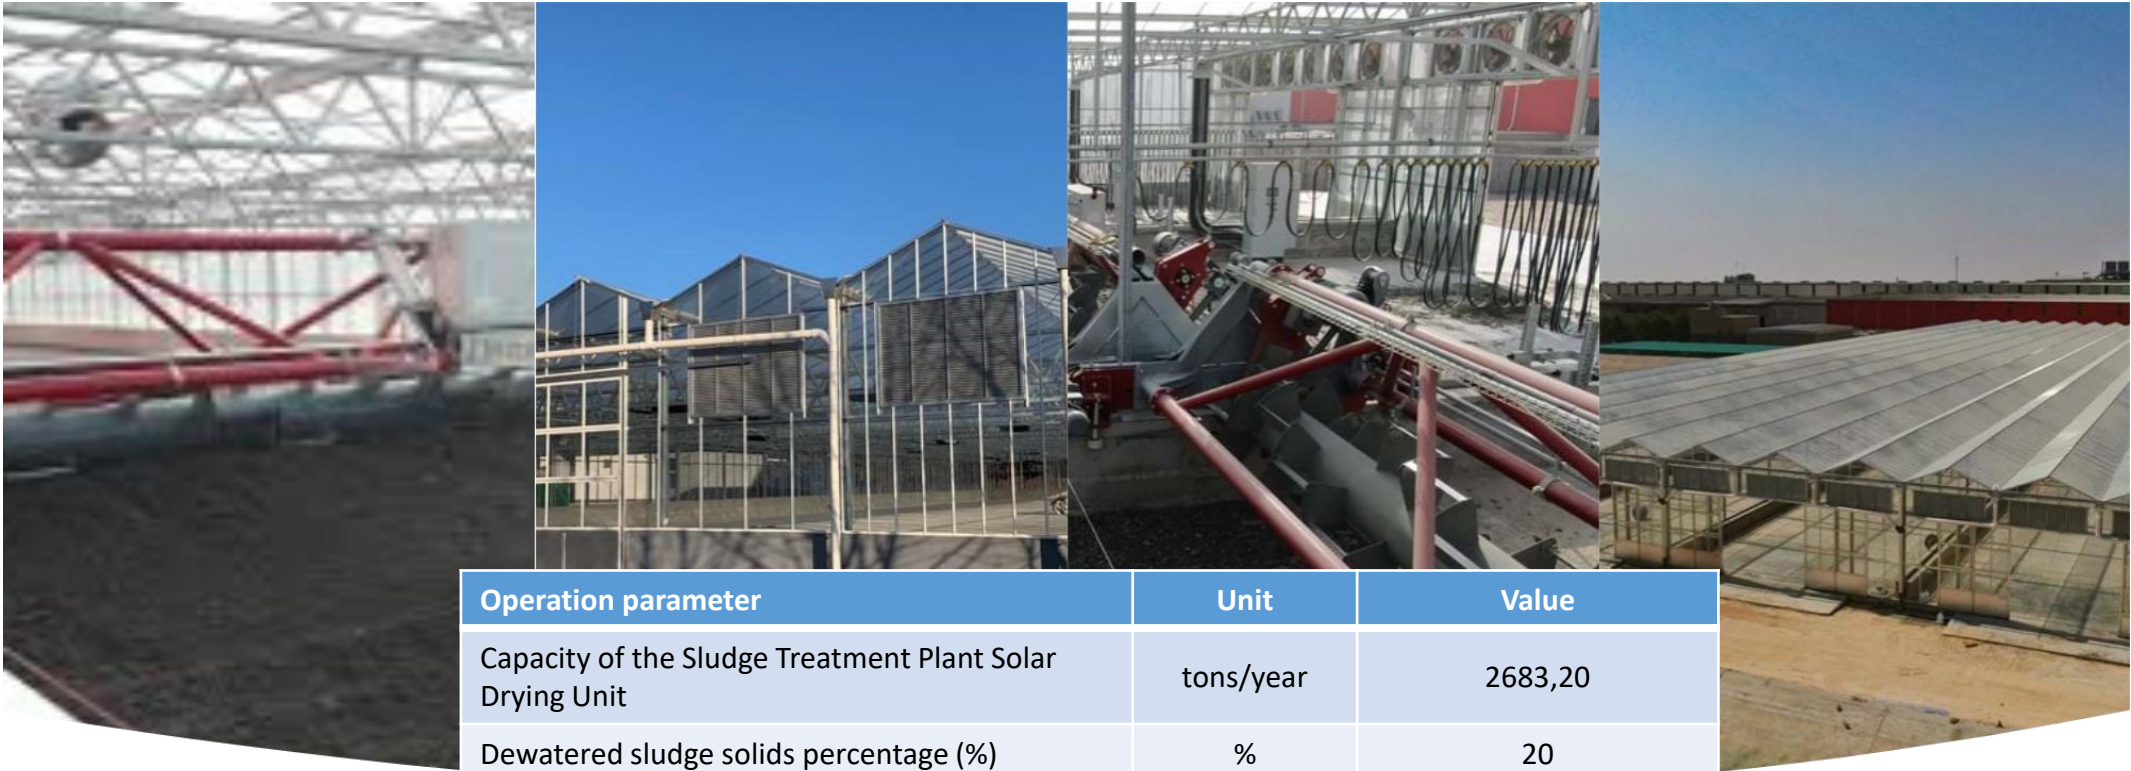 Operation parameter Unit Value
Capacity of the Sludge Treatment Plant Solar
Drying Unit tons/year 2683,20
Dewatered sludge solids percentage (%) % 20